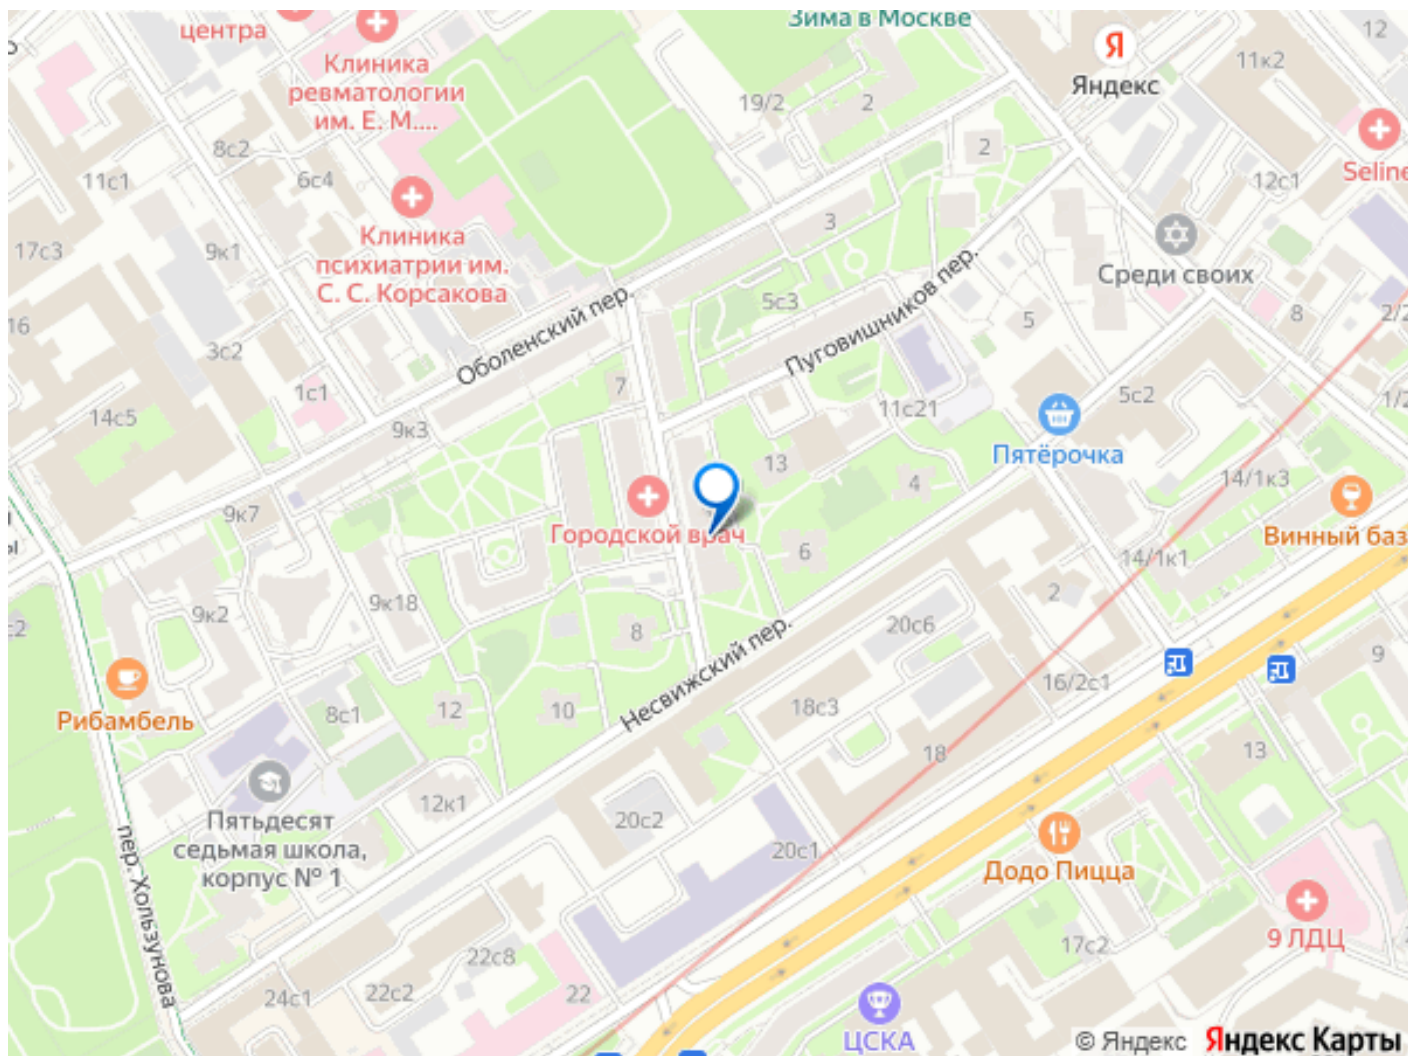 центра
Зима в Москве
Я
Яндекс
12
11к2
Клиника
ревматологии
им. Е. М....
19/2
2
8с2
6с4
11с1
2
12с1
Seline
Клиника
психиатрии им.
С. С. Корсакова
17с3
9к1
3
Среди своих
16
3с2
Оболенский пер.
5с3
Пуговишников пер.
5
8
2/2
1с1
7
14с5
9к3
11с21
5с2
1/2
Пятёрочка
13
4
14/1к3
9к7
Городской врач
6
Винный баз
14/1к1
9к2
9к18
8
20с6
2
Несвижский пер.
16/2с1
9
Рибамбель
8с1
12
10
18с3
18
13
12к1
20с2
20с1
Пятьдесят
седьмая школа,
корпус № 1
пер. Хользунова
Додо Пицца
9 ЛДЦ
17с2
22с8
24с1
22с2
22
ЦСКА
© Яндекс Яндекс Карты